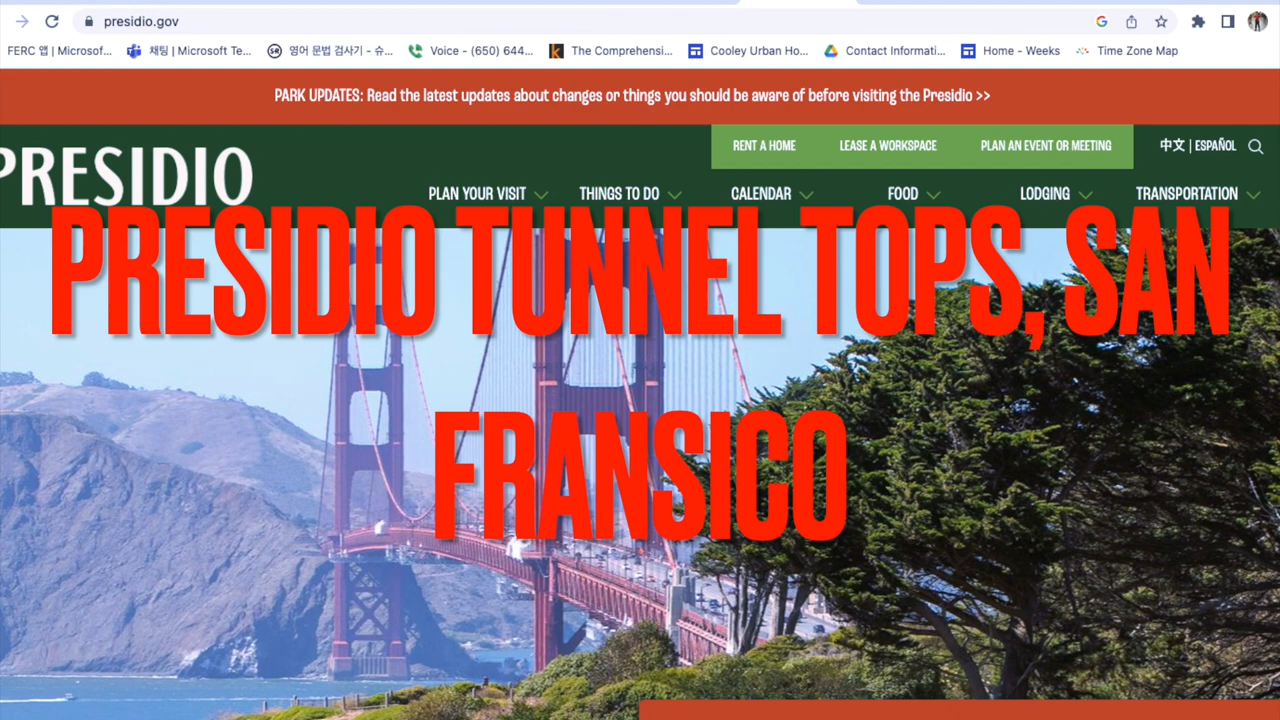 presidio.gov
FERC 앱 | Microsof... 채팅 | Microsoft Te... 영어 문법 검사기 - 슈... Voice - (650) 644... The Comprehensi... Cooley Urban Ho... Contact Informati... Home - Weeks Time Zone Map
PARK UPDATES: Read the latest updates about changes or things you should be aware of before visiting the Presidio >>
RENT A HOME LEASE A WORKSPACE PLAN AN EVENT OR MEETING 中文 | ESPAÑOL
PRESIDIO
PLAN YOUR VISIT THINGS TO DO CALENDAR FOOD LODGING TRANSPORTATION
PRESIDIO TUNNEL TOPS, SAN
FRANSICO